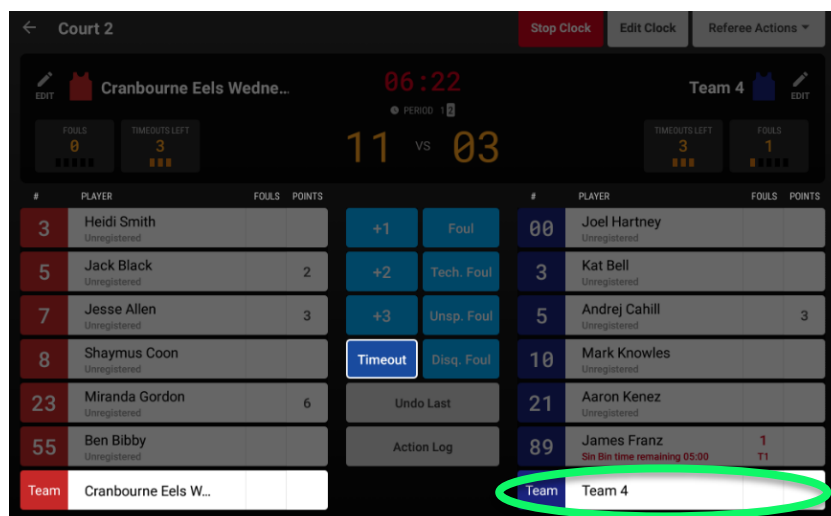 Court 2
Stop Clock
Edit Clock
Referee Actions
EDIT
Cranbourne Eels Wedne...
06:22
PERIOD 1 2
Team 4
EDIT
FOULS
0
TIMEOUTS LEFT
3
11 VS 03
TIMEOUTS LEFT
3
FOULS
1
# PLAYER FOULS POINTS
3 Heidi Smith
Unregistered
5 Jack Black 2
Unregistered
7 Jesse Allen 3
Unregistered
8 Shaymus Coon
Unregistered
23 Miranda Gordon 6
Unregistered
55 Ben Bibby
Unregistered
Team Cranbourne Eels W...
+1 Foul
+2 Tech. Foul
+3 Unsp. Foul
Timeout Disq. Foul
Undo Last
Action Log
# PLAYER FOULS POINTS
00 Joel Hartney
Unregistered
3 Kat Bell
Unregistered
5 Andrej Cahill 3
Unregistered
10 Mark Knowles
Unregistered
21 Aaron Kenez
Unregistered
89 James Franz 1
Sin Bin time remaining 05:00 T1
Team Team 4